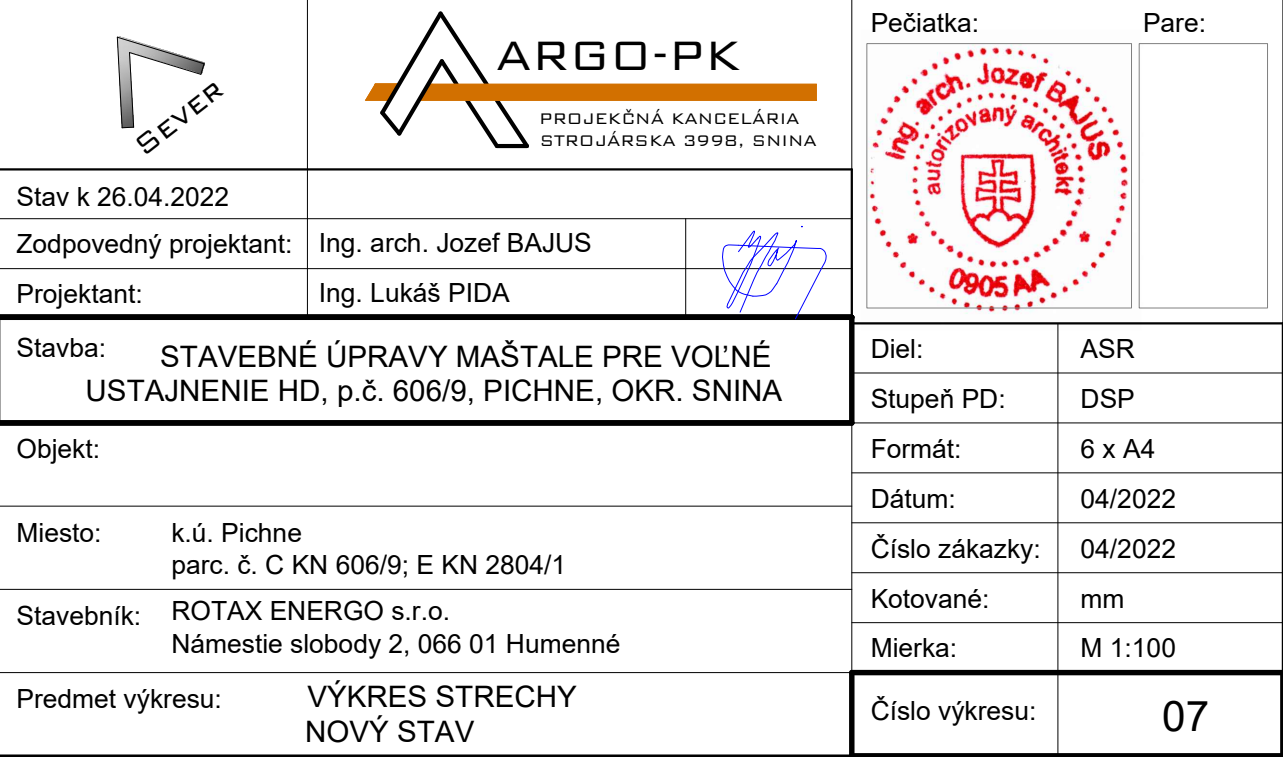 SEVER
ARGO-PK
PROJEKČNÁ KANCELÁRIA
STROJÁRSKA 3998, SNINA
Pečiatka:
Pare:
Ing. arch. Jozef BAJUS
autorizovaný architekt
* 0905 AA *
Stav k 26.04.2022
Zodpovedný projektant: Ing. arch. Jozef BAJUS
Projektant: Ing. Lukáš PIDA
Stavba: STAVEBNÉ ÚPRAVY MAŠTALE PRE VOĽNÉ
USTAJNENIE HD, p.č. 606/9, PICHNE, OKR. SNINA
Objekt:
Miesto: k.ú. Pichne
parc. č. C KN 606/9; E KN 2804/1
Stavebník: ROTAX ENERGO s.r.o.
Námestie slobody 2, 066 01 Humenné
Predmet výkresu: VÝKRES STRECHY
NOVÝ STAV
Diel: ASR
Stupeň PD: DSP
Formát: 6 x A4
Dátum: 04/2022
Číslo zákazky: 04/2022
Kotované: mm
Mierka: M 1:100
Číslo výkresu: 07